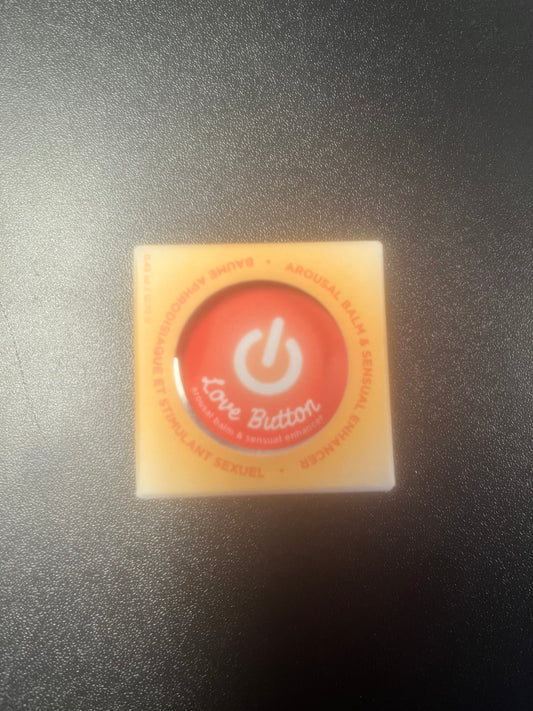 AROUSAL BALM & SENSUAL ENHANCER •
BAUME APHRODISIAQUE ET STIMULANT SEXUEL •
Love Button
arousal balm & sensual enhancer